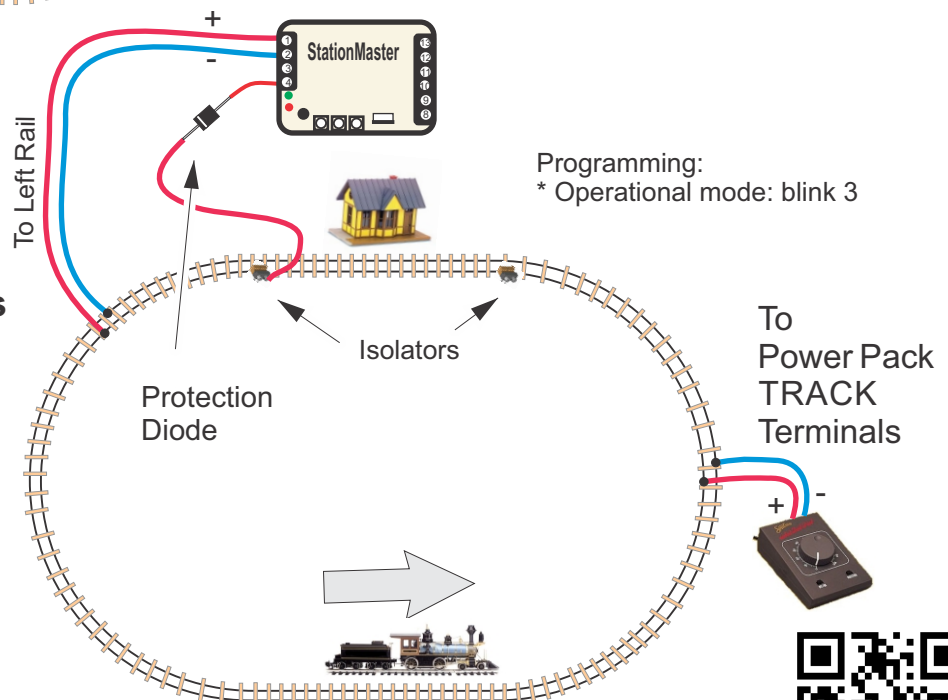 +
-
1
2
3
4
StationMaster
13
12
11
10
9
8
To Left Rail
Programming:
* Operational mode: blink 3
s
Isolators
Protection
Diode
To
Power Pack
TRACK
Terminals
+
-